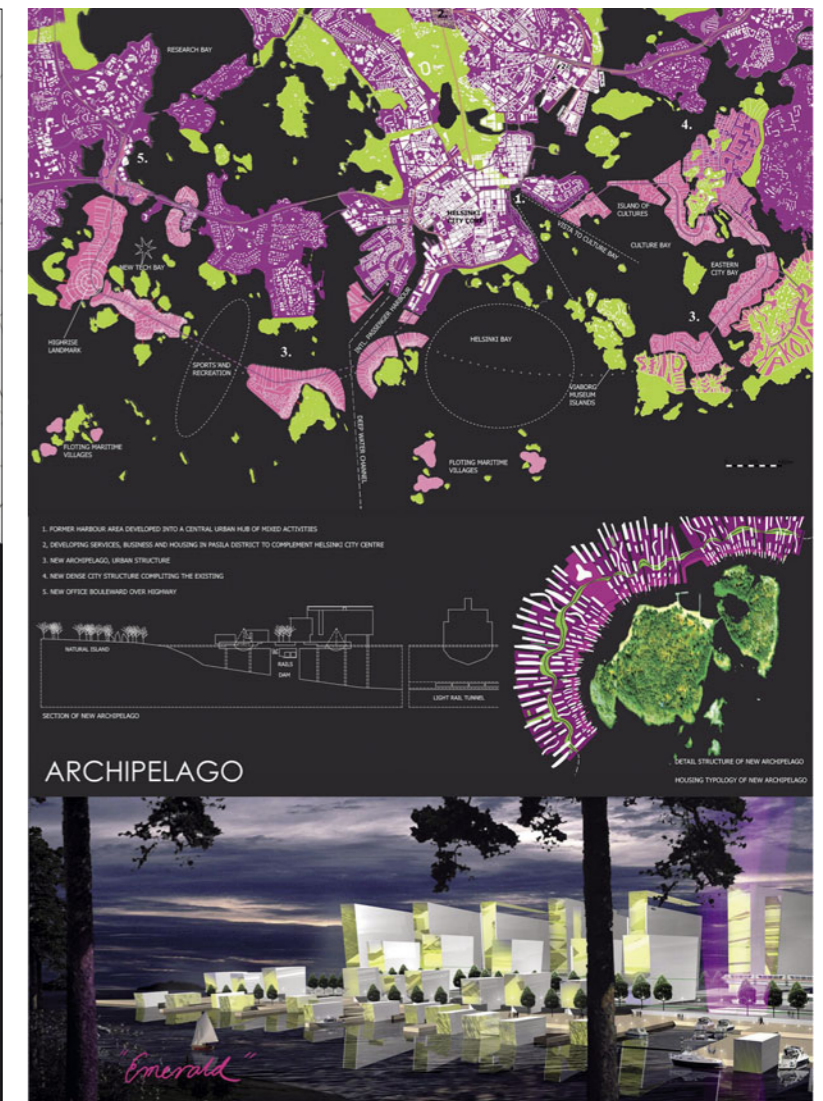 2.
RESEARCH BAY
4.
5.
1.
ISLAND OF
CULTURES
HELSINKI
VISTA TO CULTURE BAY
CULTURE BAY
NEW TECH BAY
EASTERN
CITY BAY
INTL. PASSENGER HARBOUR
3.
3.
HIGHRISE
LANDMARK
HELSINKI BAY
SPORTS AND
RECREATION
VIABORG
MUSEUM
ISLANDS
DEEP WATER CHANNEL
FLOTING MARITIME
VILLAGES
FLOTING MARITIME
VILLAGES
1. FORMER HARBOUR AREA DEVELOPED INTO A CENTRAL URBAN HUB OF MIXED ACTIVITIES
2, DEVELOPING SERVICES, BUSINESS AND HOUSING IN PASILA DISTRICT TO COMPLEMENT HELSINKI CITY CENTRE
3. NEW ARCHIPELAGO, URBAN STRUCTURE
4. NEW DENSE CITY STRUCTURE COMPLITING THE EXISTING
5. NEW OFFICE BOULEWARD OVER HIGHWAY
NATURAL ISLAND
RAILS
DAM
LIGHT RAIL TUNNEL
SECTION OF NEW ARCHIPELAGO
DETAIL STRUCTURE OF NEW ARCHIPELAGO
HOUSING TYPOLOGY OF NEW ARCHIPELAGO
ARCHIPELAGO
"Emerald"